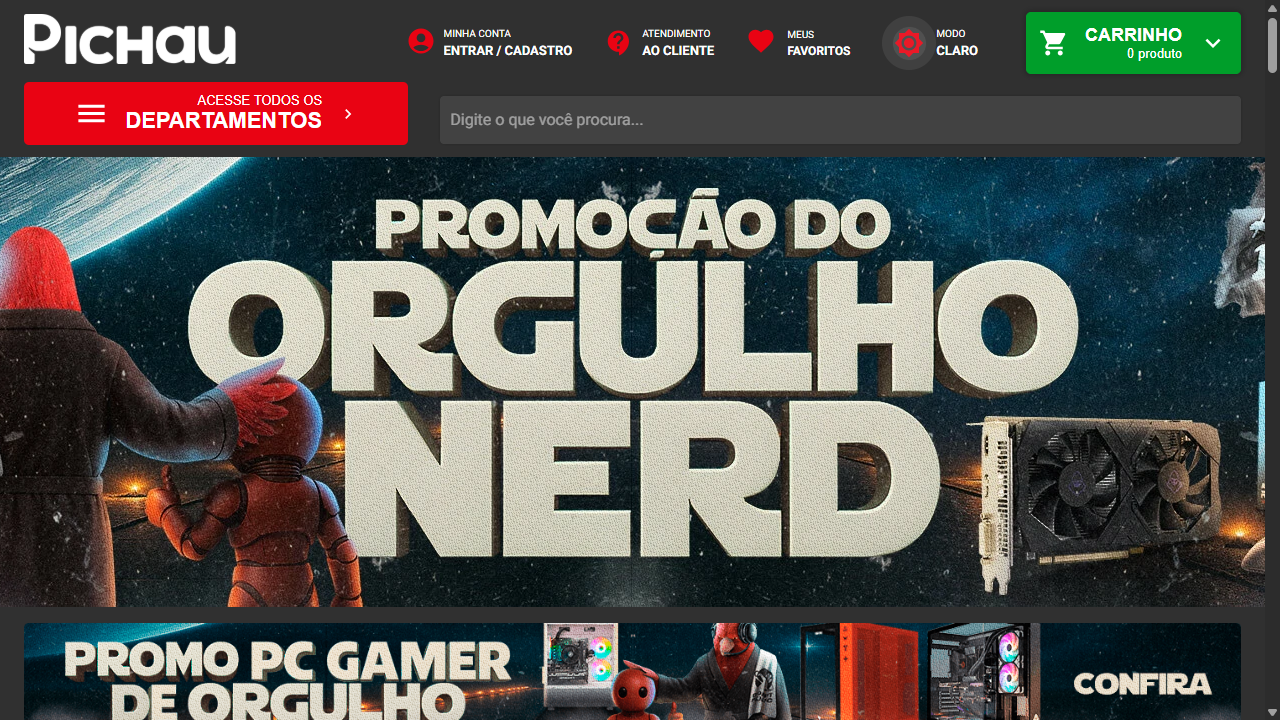 PICHAU
MINHA CONTA
ENTRAR / CADASTRO
ATENDIMENTO
AO CLIENTE
MEUS
FAVORITOS
MODO
CLARO
CARRINHO
0 produto
ACESSE TODOS OS
DEPARTAMENTOS
Digite o que você procura...
PROMOÇÃO DO
ORGULHO
NERD
PROMO PC GAMER
DE ORGULHO
CONFIRA